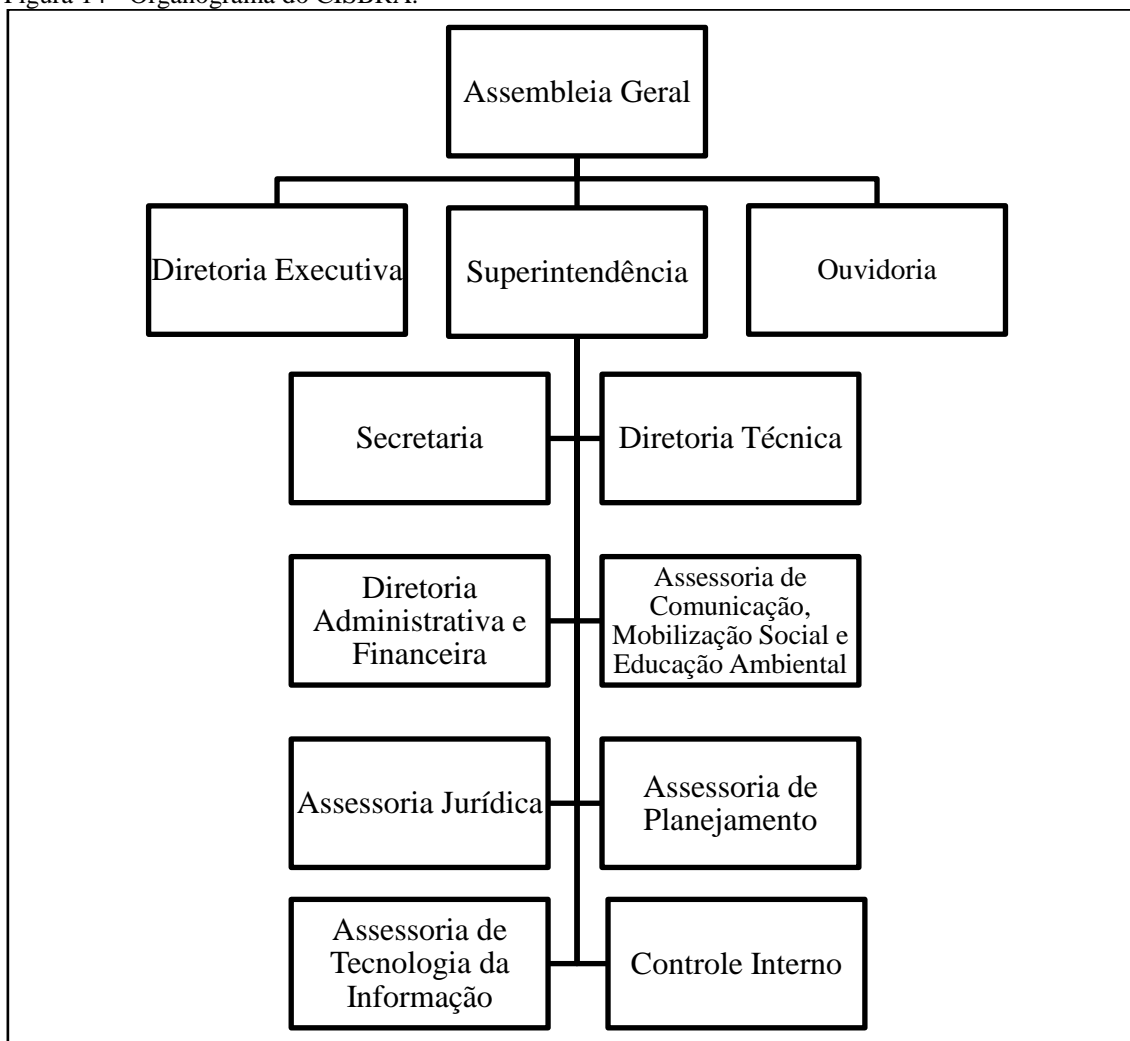 Figura 14 - Organograma do CISBRA.
Assembleia Geral
Diretoria Executiva
Superintendência
Ouvidoria
Secretaria
Diretoria Técnica
Diretoria
Administrativa e
Financeira
Assessoria de
Comunicação,
Mobilização Social e
Educação Ambiental
Assessoria Jurídica
Assessoria de
Planejamento
Assessoria de
Tecnologia da
Informação
Controle Interno